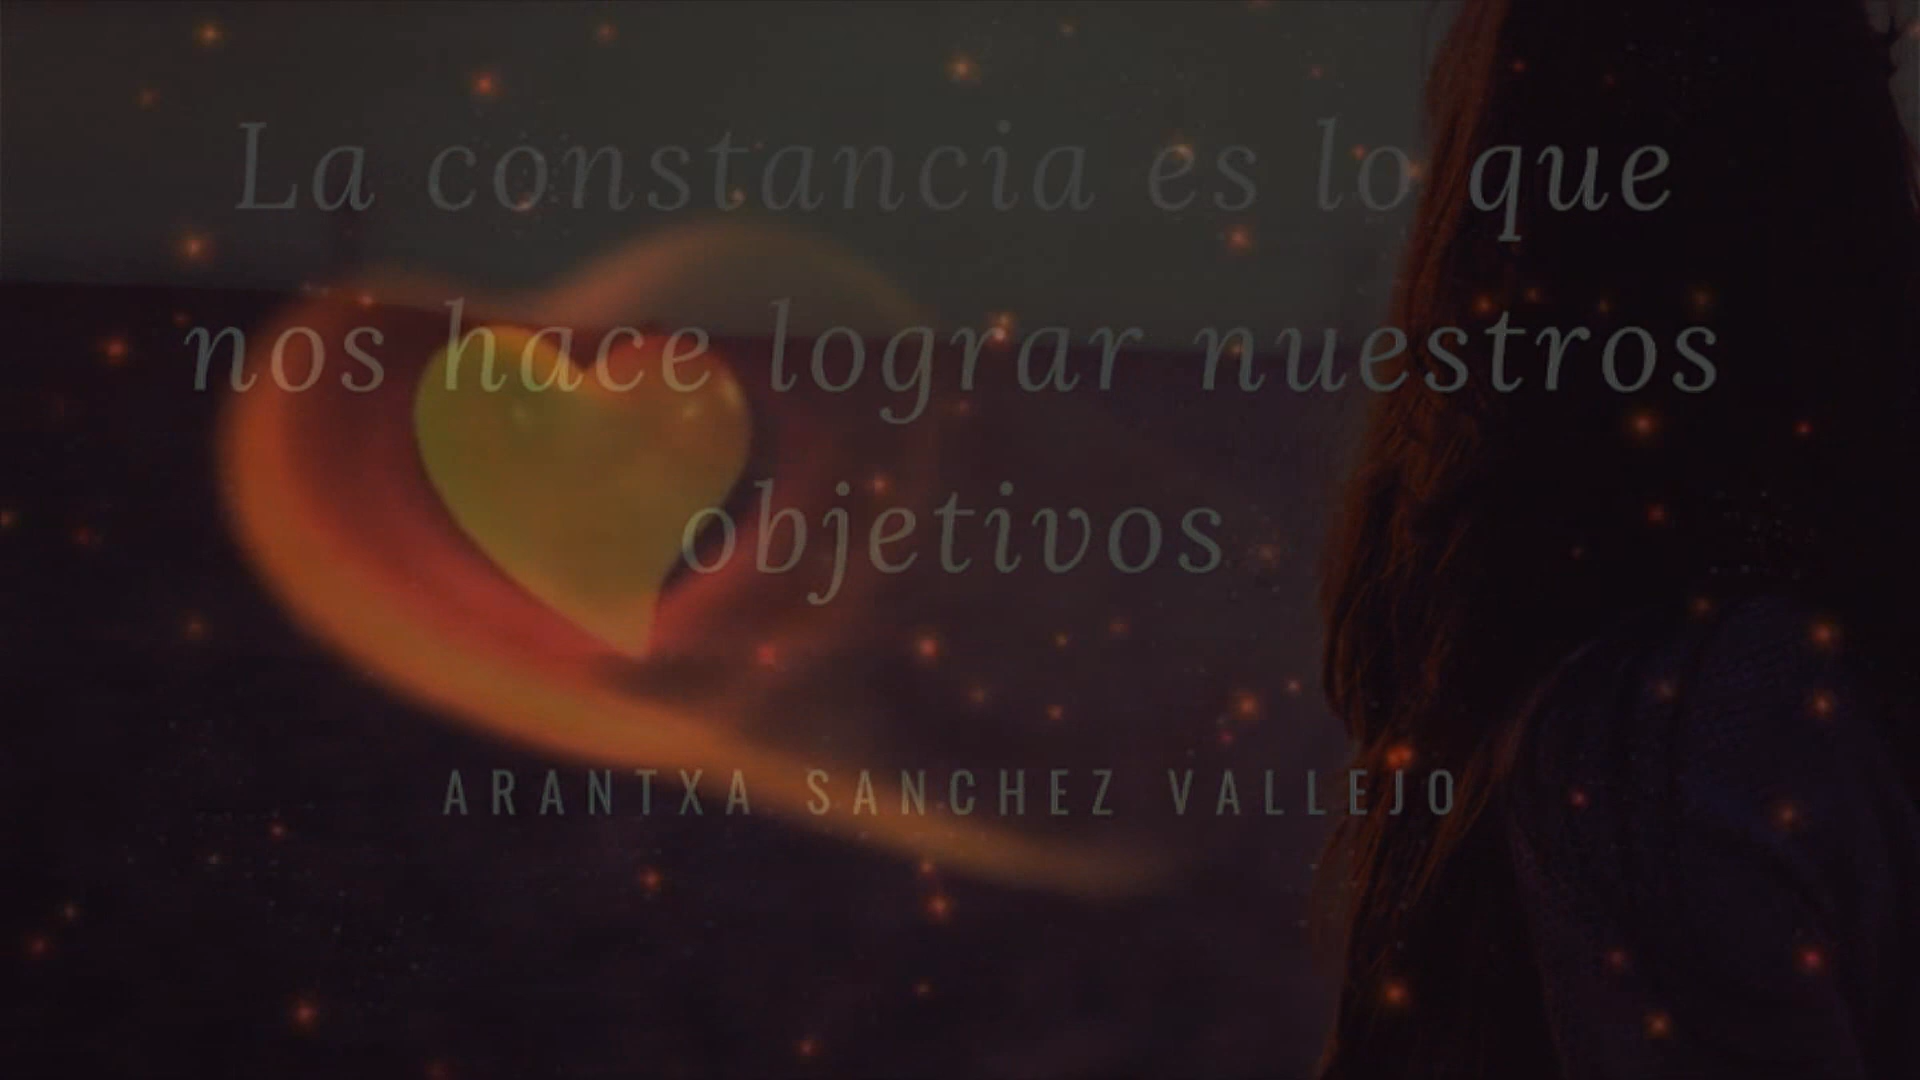 La constancia es lo que
nos hace lograr nuestros
objetivos
ARANTXA SANCHEZ VALLEJO